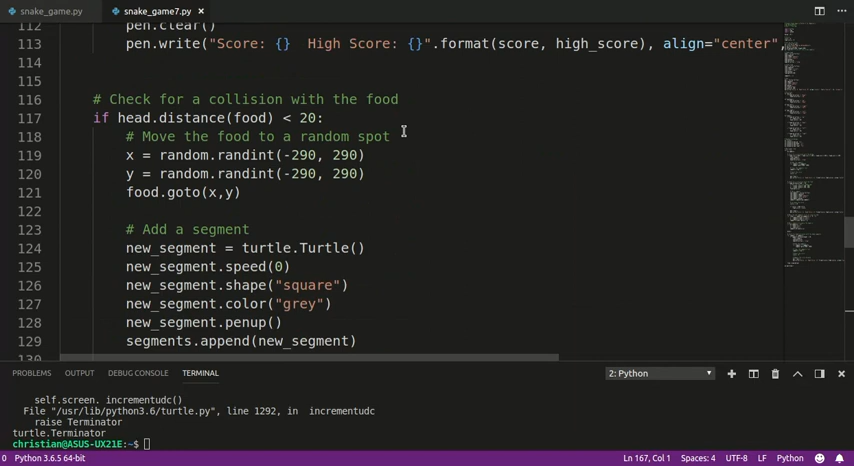 snake_game.py snake_game7.py
112 pen.clear()
113 pen.write("Score: {}  High Score: {}".format(score, high_score), align="center",
114
115
116 # Check for a collision with the food
117 if head.distance(food) < 20:
118 # Move the food to a random spot
119 x = random.randint(-290, 290)
120 y = random.randint(-290, 290)
121 food.goto(x,y)
122
123 # Add a segment
124 new_segment = turtle.Turtle()
125 new_segment.speed(0)
126 new_segment.shape("square")
127 new_segment.color("grey")
128 new_segment.penup()
129 segments.append(new_segment)
130
PROBLEMS OUTPUT DEBUG CONSOLE TERMINAL 2: Python
self.screen. incrementudc()
File "/usr/lib/python3.6/turtle.py", line 1292, in  incrementudc
raise Terminator
turtle.Terminator
christian@ASUS-UX21E:~$
0 Python 3.6.5 64-bit Ln 167, Col 1 Spaces: 4 UTF-8 LF Python